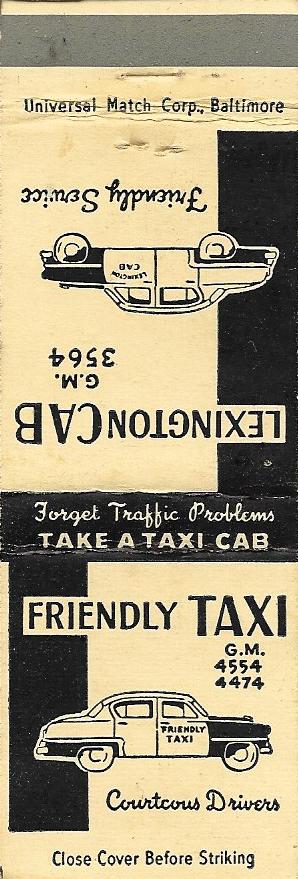 Universal Match Corp., Baltimore
Friendly Service
LEXINGTON
CAB
G.M.
3564
LEXINGTON CAB
Forget Traffic Problems
TAKE A TAXI CAB
FRIENDLY TAXI
G.M.
4554
4474
FRIENDLY
TAXI
Courteous Drivers
Close Cover Before Striking